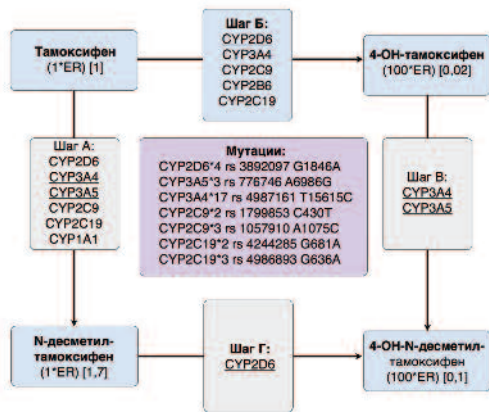 Тамоксифен
(1*ER) [1]
Шаг Б:
CYP2D6
CYP3A4
CYP2C9
CYP2B6
CYP2C19
4-ОН-тамоксифен
(100*ER) [0,02]
Шаг А:
CYP2D6
CYP3A4
CYP3A5
CYP2C9
CYP2C19
CYP1A1
Мутации:
CYP2D6*4 rs 3892097 G1846A
CYP3A5*3 rs 776746 A6986G
CYP3A4*17 rs 4987161 T15615C
CYP2C9*2 rs 1799853 C430T
CYP2C9*3 rs 1057910 A1075C
CYP2C19*2 rs 4244285 G681A
CYP2C19*3 rs 4986893 G636A
Шаг В:
CYP3A4
CYP3A5
N-десметил-
тамоксифен
(1*ER) [1,7]
Шаг Г:
CYP2D6
4-ОН-N-десметил-
тамоксифен
(100*ER) [0,1]